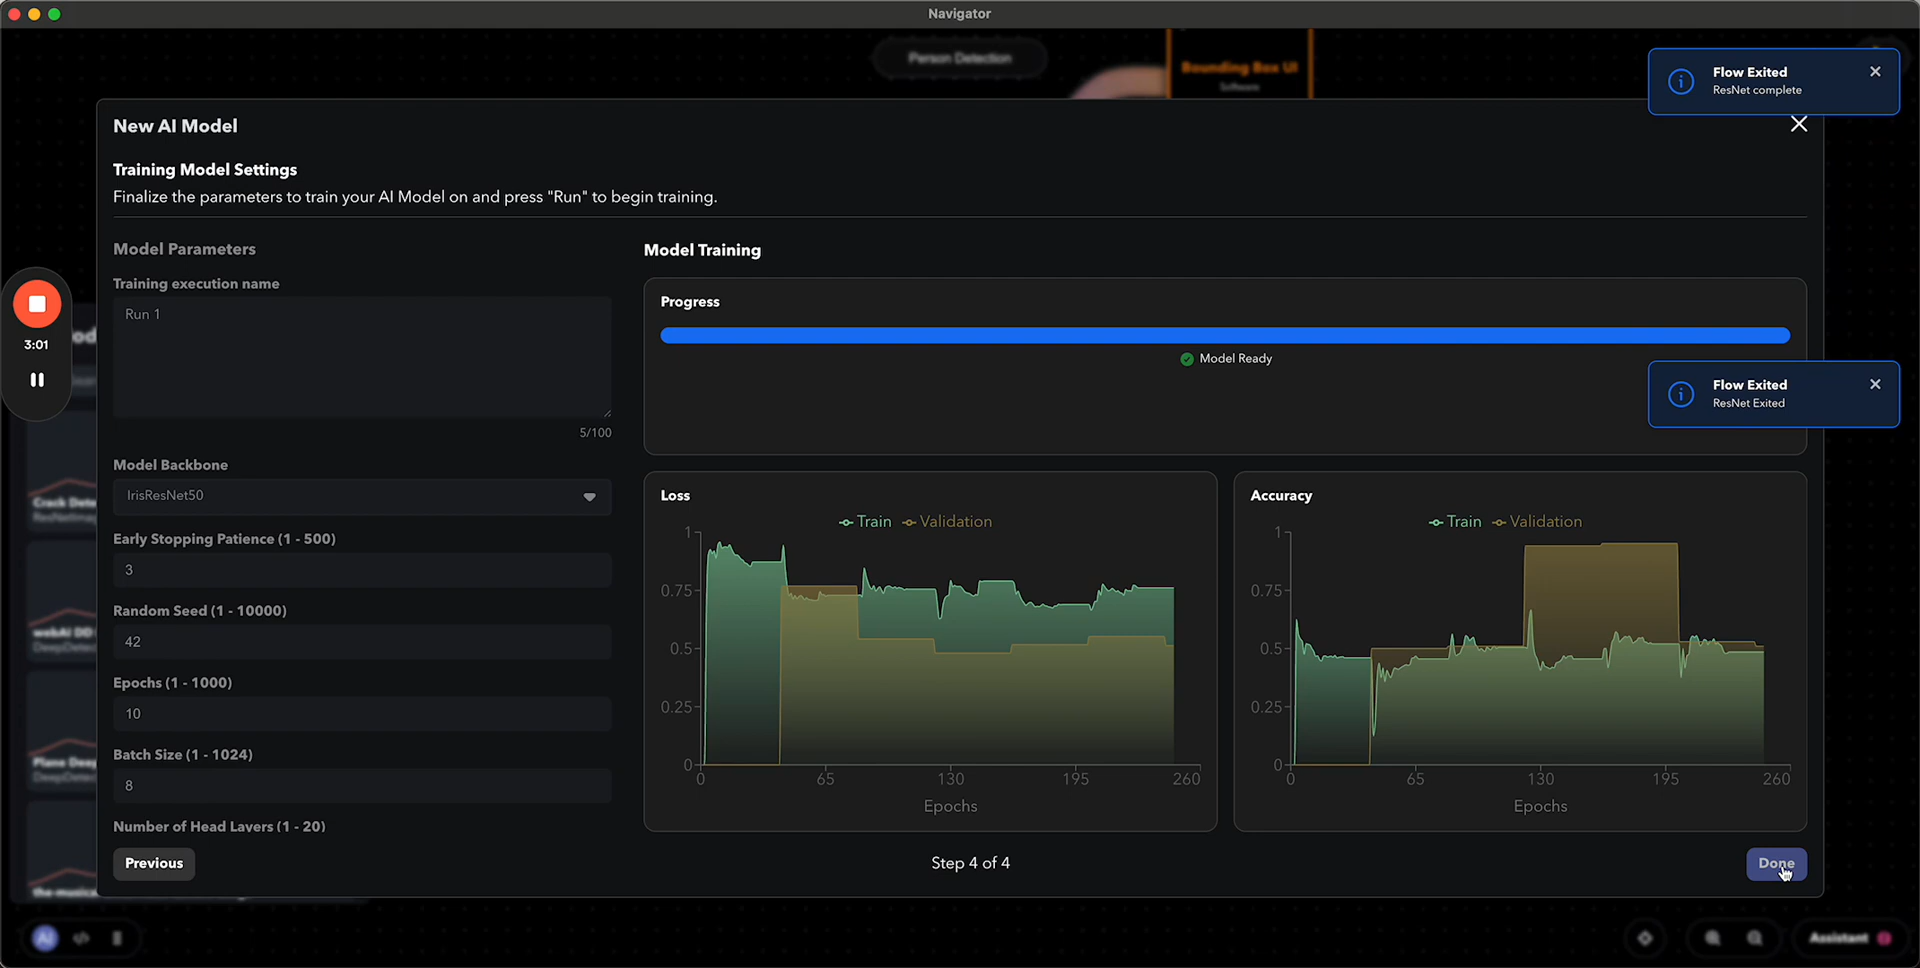 Navigator
Person Detection
Bounding Box UI
Software
Flow Exited
ResNet complete
New AI Model
Training Model Settings
Finalize the parameters to train your AI Model on and press "Run" to begin training.
Model Parameters
Training execution name
Run 1
5/100
3:01
Model Backbone
IrisResNet50
Early Stopping Patience (1 - 500)
3
Random Seed (1 - 10000)
42
Epochs (1 - 1000)
10
Batch Size (1 - 1024)
8
Number of Head Layers (1 - 20)
Model Training
Progress
Model Ready
Flow Exited
ResNet Exited
Loss
Train Validation
1
0.75
0.5
0.25
0
0 65 130 195 260
Epochs
Accuracy
Train Validation
1
0.75
0.5
0.25
0
0 65 130 195 260
Epochs
Previous
Step 4 of 4
Done
AI
Assistant